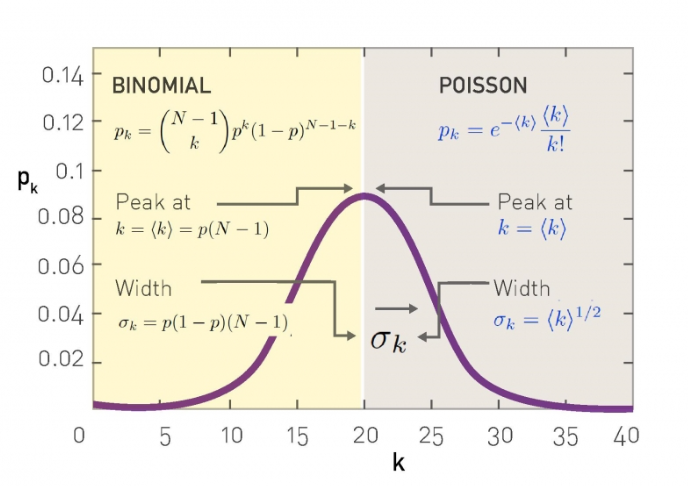 BINOMIAL
p_k = \binom{N-1}{k} p^k (1-p)^{N-1-k}
Peak at
k = ⟨k⟩ = p(N − 1)
Width
σ_k = p(1 − p)(N − 1)
POISSON
p_k = e^{-⟨k⟩} \frac{⟨k⟩}{k!}
Peak at
k = ⟨k⟩
Width
σ_k = ⟨k⟩^{1/2}
σ_k
p_k
0.14
0.12
0.1
0.08
0.06
0.04
0.02
0 5 10 15 20 25 30 35 40
k